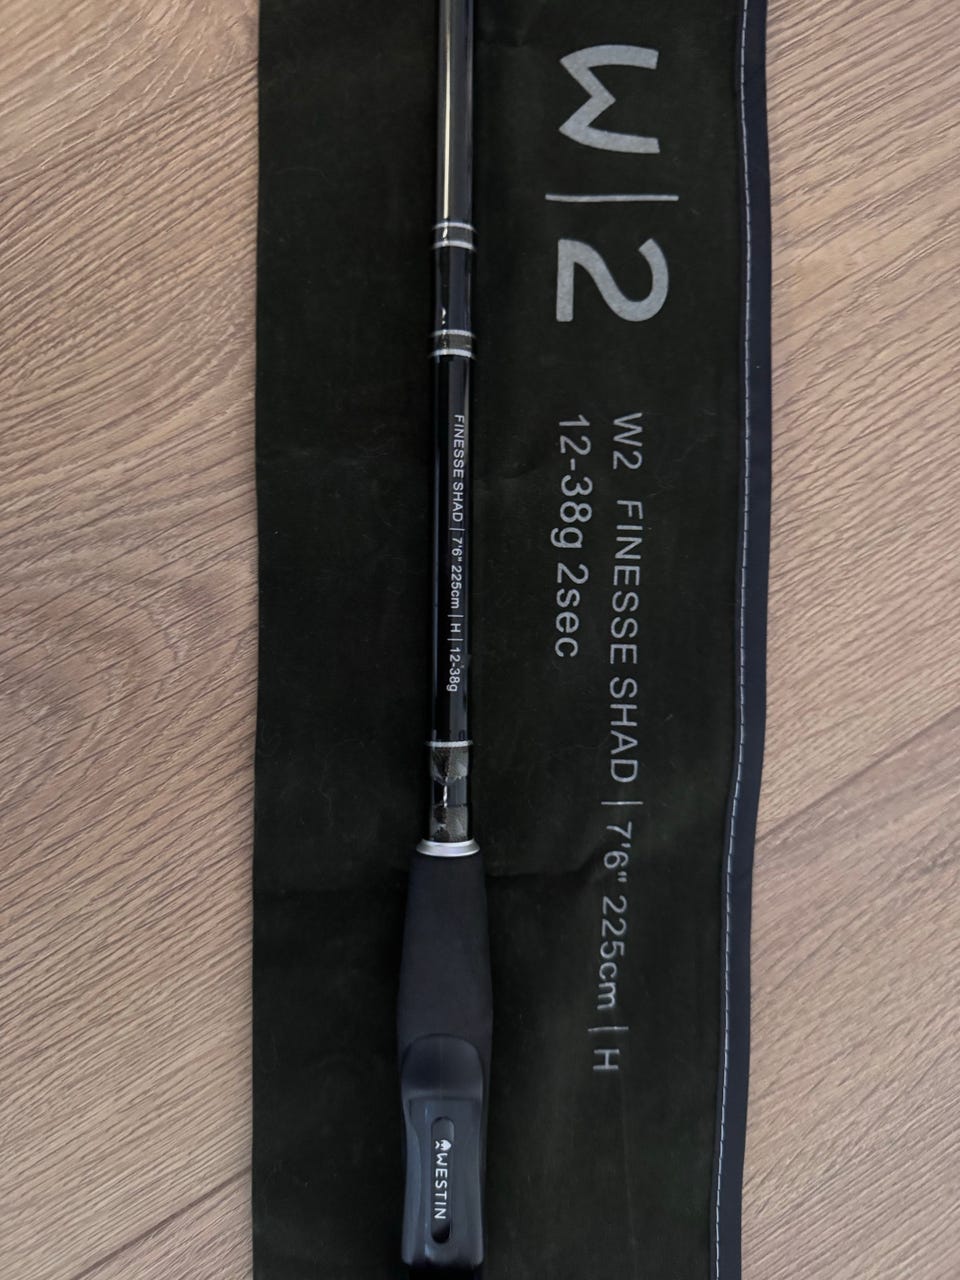 W|2
W2 FINESSE SHAD | 7'6" 225cm | H
12-38g 2sec
FINESSE SHAD | 7'6" 225cm | H | 12-38g
WESTIN